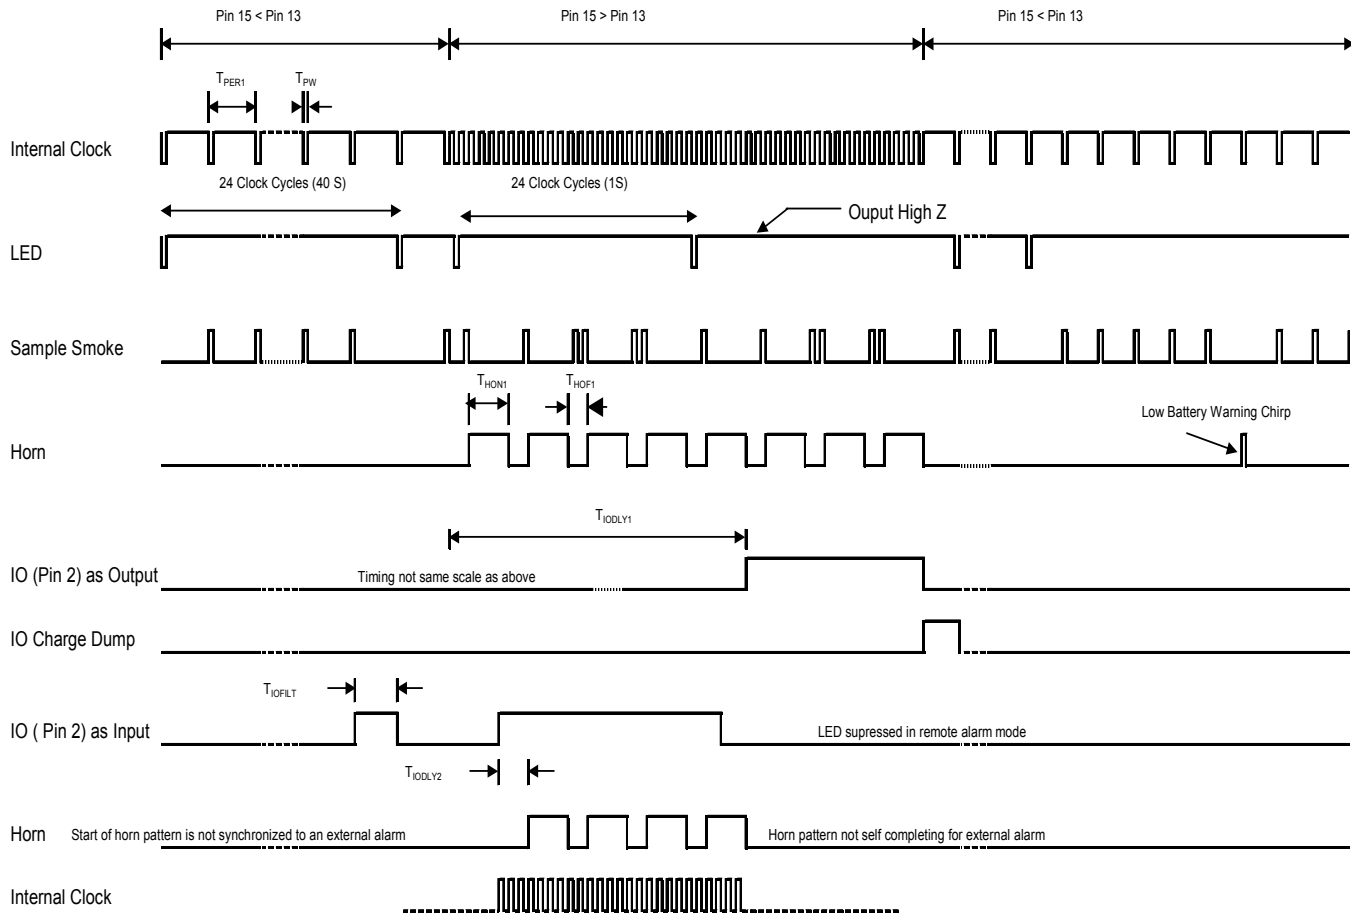 Pin 15 < Pin 13
Pin 15 > Pin 13
Pin 15 < Pin 13
TPER1
TPW
Internal Clock
24 Clock Cycles (40 S)
24 Clock Cycles (1S)
Ouput High Z
LED
Sample Smoke
THON1
THOF1
Low Battery Warning Chirp
Horn
TIODLY1
IO (Pin 2) as Output
Timing not same scale as above
IO Charge Dump
TIOFILT
IO ( Pin 2) as Input
LED supressed in remote alarm mode
TIODLY2
Horn
Start of horn pattern is not synchronized to an external alarm
Horn pattern not self completing for external alarm
Internal Clock